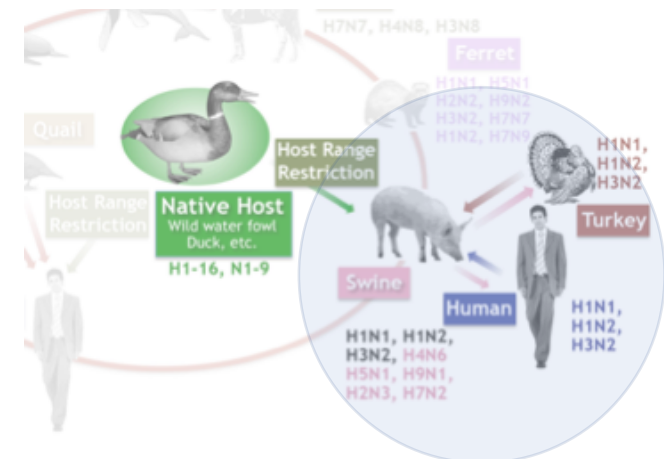 H7N7, H4N8, H3N8
Ferret
H1N1, H5N1
H2N2, H9N2
H3N2, H7N7
H1N2, H7N9
Quail
Host Range
Restriction
Native Host
Wild water fowl
Duck, etc.
H1-16, N1-9
Host Range
Restriction
H1N1,
H1N2,
H3N2
Turkey
Swine
Human
H1N1, H1N2,
H3N2, H4N6
H5N1, H9N1,
H2N3, H7N2
H1N1,
H1N2,
H3N2